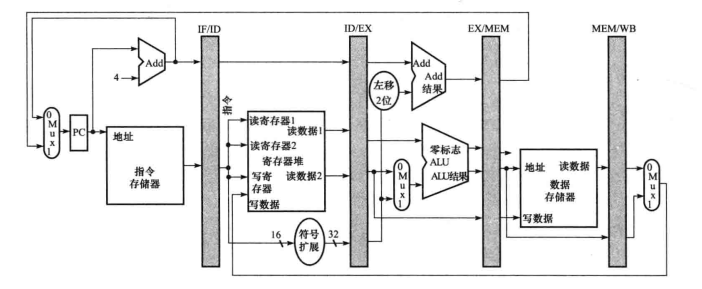 IF/ID
ID/EX
EX/MEM
MEM/WB
Add
4
0
Mux
1
PC
地址
指令
存储器
指令
读寄存器1
读数据1
读寄存器2
寄存器堆
写寄
存器
读数据2
写数据
16
符号
扩展
32
Add
Add
结果
左移
2位
0
Mux
1
零标志
ALU
ALU结果
地址
读数据
数据
存储器
写数据
0
Mux
1